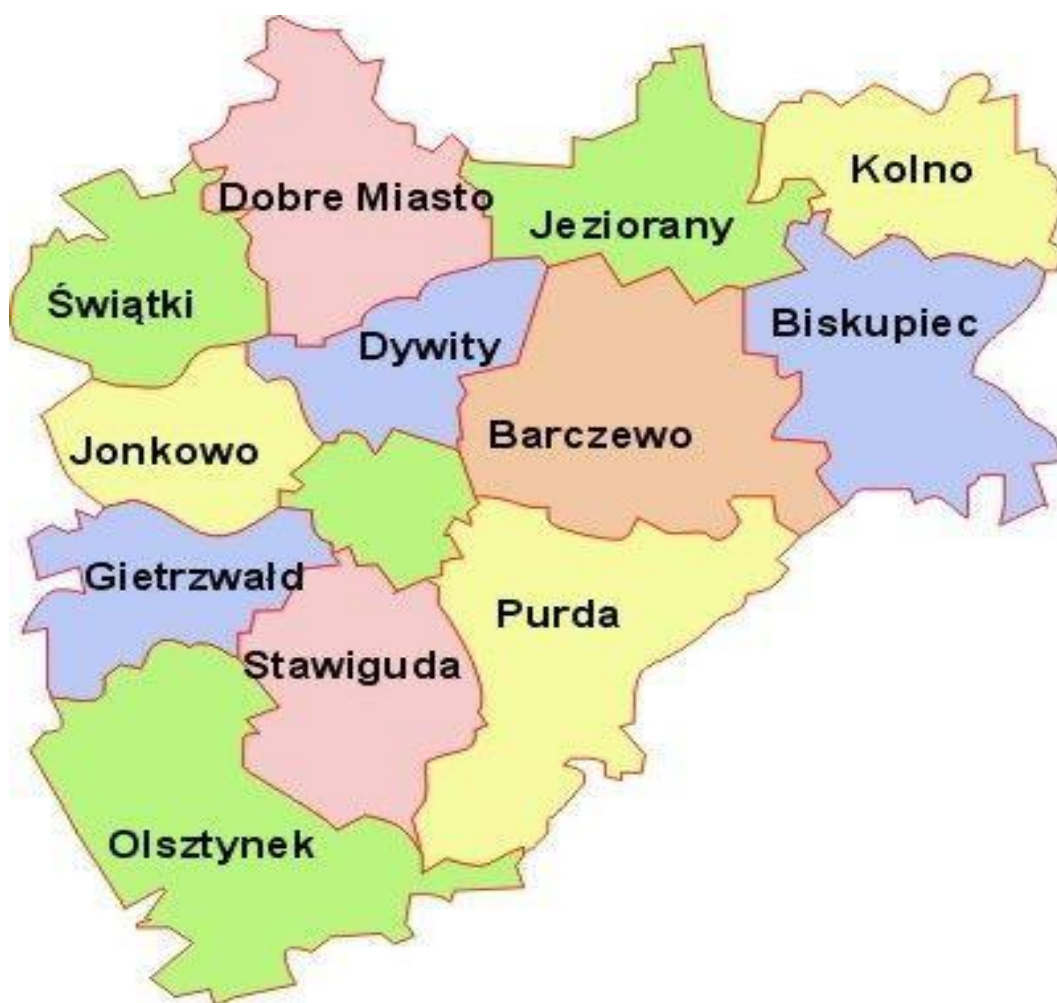 Kolno
Dobre Miasto
Jeziorany
Świątki
Biskupiec
Dywity
Barczewo
Jonkowo
Gietrzwałd
Purda
Stawiguda
Olsztynek